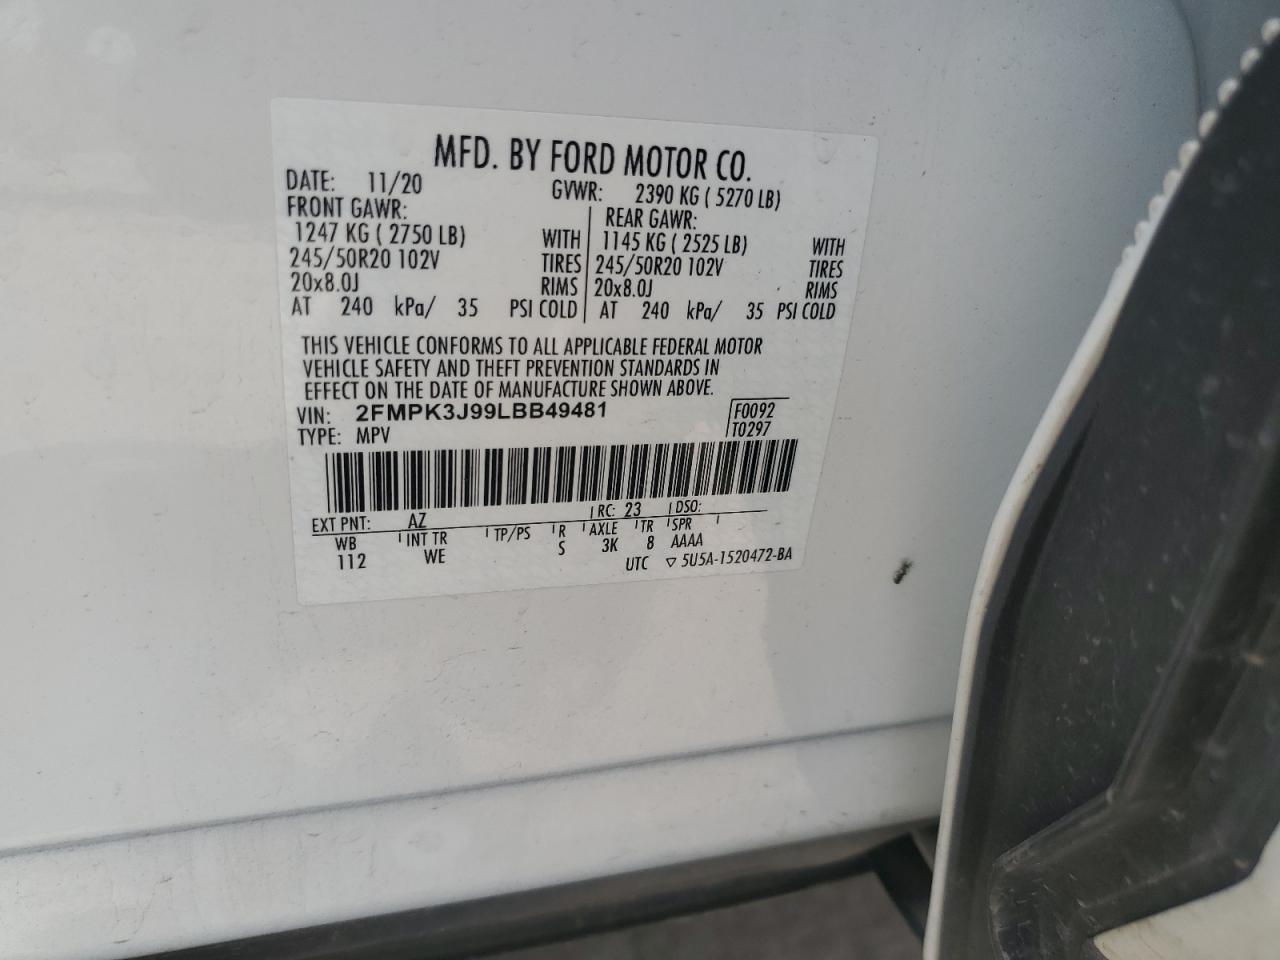 MFD. BY FORD MOTOR CO.
DATE: 11/20 GVWR: 2390 KG ( 5270 LB)
FRONT GAWR: REAR GAWR:
1247 KG ( 2750 LB) WITH 1145 KG ( 2525 LB) WITH
245/50R20 102V TIRES 245/50R20 102V TIRES
20x8.0J RIMS 20x8.0J RIMS
AT 240 kPa/ 35 PSI COLD AT 240 kPa/ 35 PSI COLD
THIS VEHICLE CONFORMS TO ALL APPLICABLE FEDERAL MOTOR
VEHICLE SAFETY AND THEFT PREVENTION STANDARDS IN
EFFECT ON THE DATE OF MANUFACTURE SHOWN ABOVE.
VIN: 2FMPK3J99LBB49481 F0092
TYPE: MPV T0297
EXT PNT: AZ RC: 23 DSO:
WB INT TR TP/PS R AXLE TR SPR
112 WE S 3K 8 AAAA
UTC ▽ 5U5A-1520472-BA